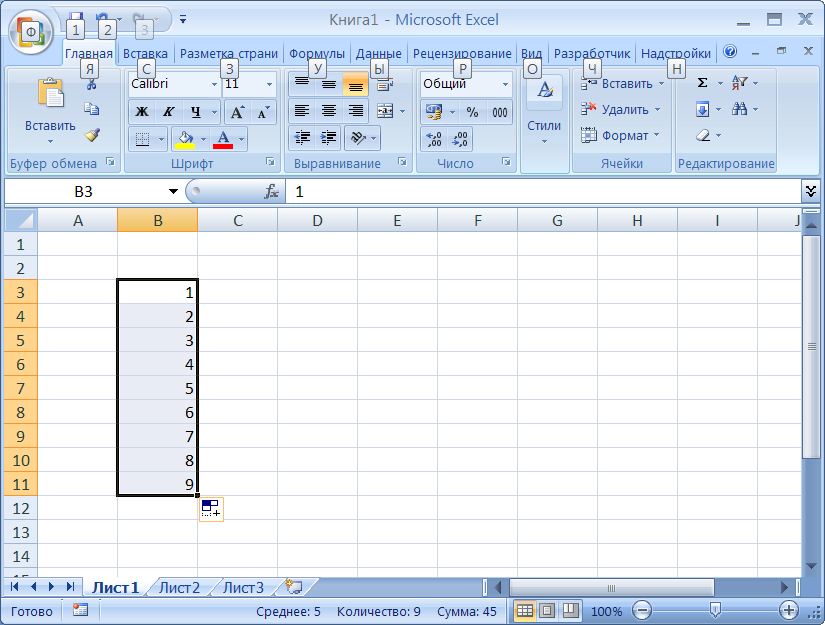 Книга1 - Microsoft Excel
1 2 3
Ф
Главная Вставка Разметка страни Формулы Данные Рецензирование Вид Разработчик Надстройки
Я С З У Ы Р О Ч Н
Calibri 11 Общий Вставить
Вставить Ж К Ч А А % 000 Стили Удалить
А Формат
Буфер обмена Шрифт Выравнивание Число Ячейки Редактирование
B3 fx 1
A B C D E F G H I J
1
2
3 1
4 2
5 3
6 4
7 5
8 6
9 7
10 8
11 9
12
13
14
Лист1 Лист2 Лист3
Готово Среднее: 5 Количество: 9 Сумма: 45 100%